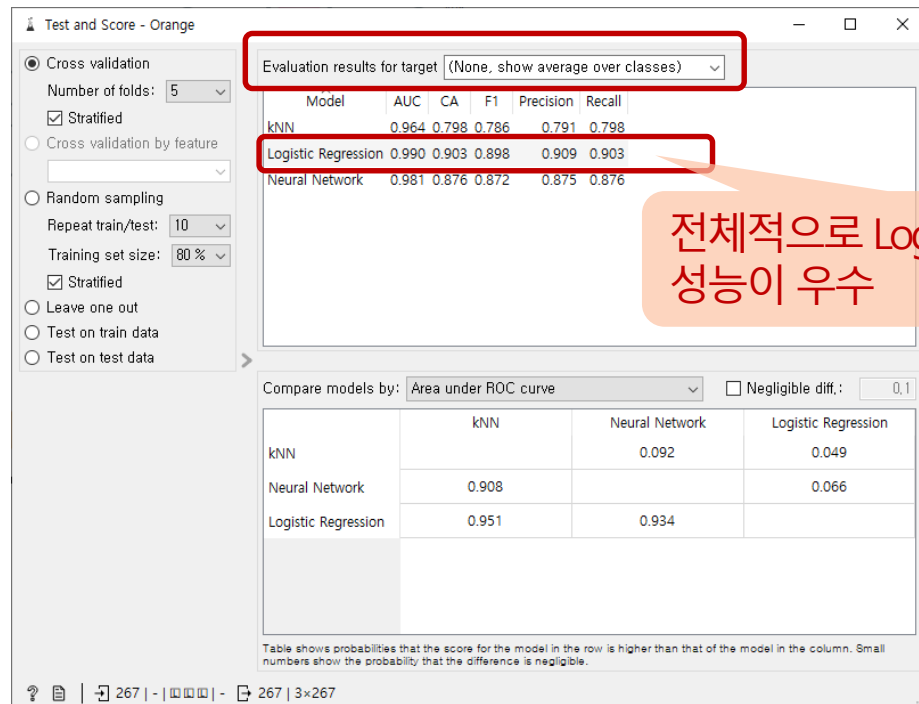 Test and Score - Orange
Cross validation
Number of folds: 5
Stratified
Cross validation by feature
Random sampling
Repeat train/test: 10
Training set size: 80 %
Stratified
Leave one out
Test on train data
Test on test data
Evaluation results for target (None, show average over classes)
Model AUC CA F1 Precision Recall
kNN 0.964 0.798 0.786 0.791 0.798
Logistic Regression 0.990 0.903 0.898 0.909 0.903
Neural Network 0.981 0.876 0.872 0.875 0.876
전체적으로 Log
성능이 우수
Compare models by: Area under ROC curve Negligible diff.: 0,1
kNN Neural Network Logistic Regression
kNN 0.092 0.049
Neural Network 0.908 0.066
Logistic Regression 0.951 0.934
Table shows probabilities that the score for the model in the row is higher than that of the model in the column. Small
numbers show the probability that the difference is negligible.
? 267 | - | - 267 | 3×267